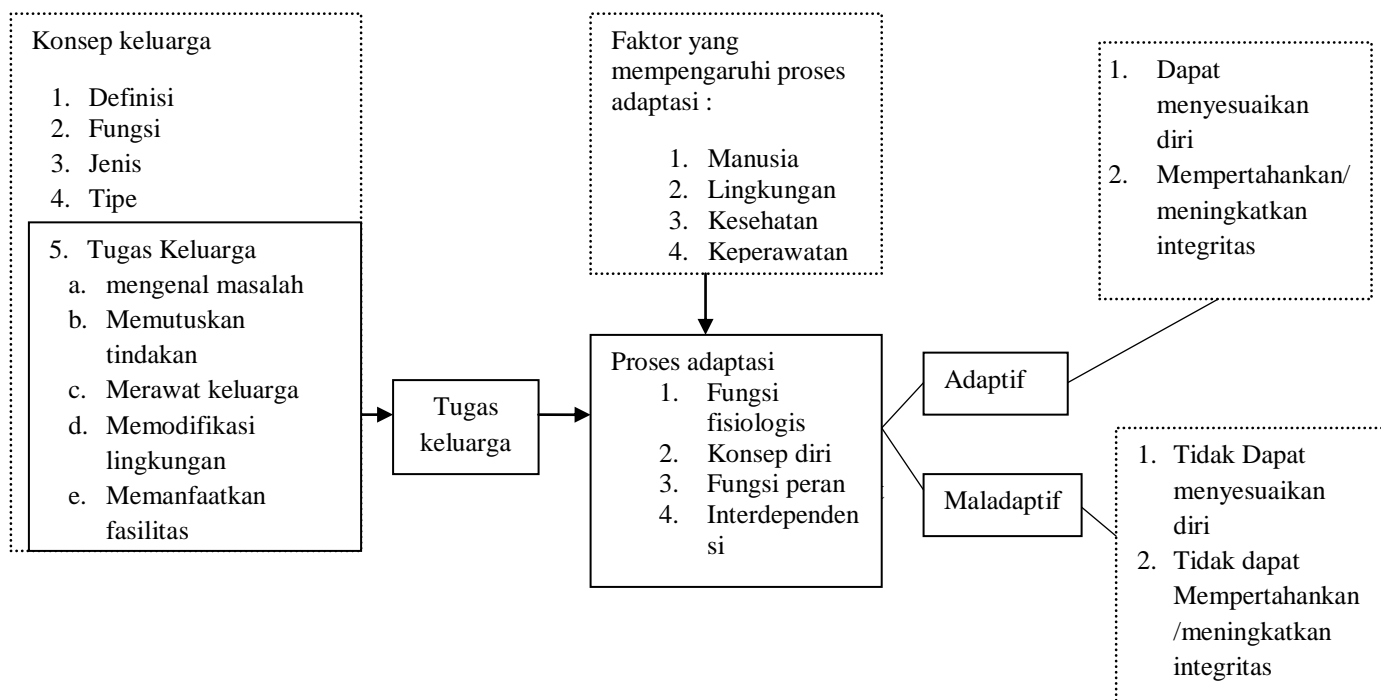 Konsep keluarga
1. Definisi
2. Fungsi
3. Jenis
4. Tipe
5. Tugas Keluarga
a. mengenal masalah
b. Memutuskan
tindakan
c. Merawat keluarga
d. Memodifikasi
lingkungan
e. Memanfaatkan
fasilitas
Tugas
keluarga
Faktor yang
mempengaruhi proses
adaptasi :
1. Manusia
2. Lingkungan
3. Kesehatan
4. Keperawatan
Proses adaptasi
1. Fungsi
fisiologis
2. Konsep diri
3. Fungsi peran
4. Interdependen
si
Adaptif
Maladaptif
1. Dapat
menyesuaikan
diri
2. Mempertahankan/
meningkatkan
integritas
1. Tidak Dapat
menyesuaikan
diri
2. Tidak dapat
Mempertahankan
/meningkatkan
integritas